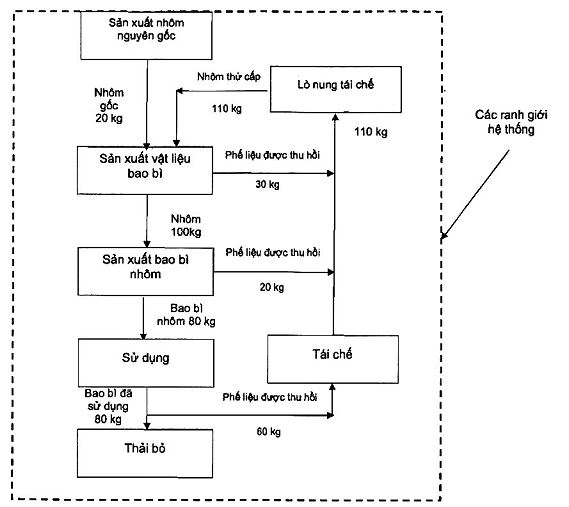 Sản xuất nhôm
nguyên gốc
Nhôm
gốc
20 kg
Nhôm thứ cấp
110 kg
Lò nung tái chế
110 kg
Các ranh giới
hệ thống
Sản xuất vật liệu
bao bì
Phế liệu được thu hồi
30 kg
Nhôm
100kg
Sản xuất bao bì
nhôm
Phế liệu được thu hồi
20 kg
Bao bì
nhôm 80 kg
Sử dụng
Tái chế
Bao bì đã
sử dụng
80 kg
Phế liệu được thu hồi
60 kg
Thải bỏ